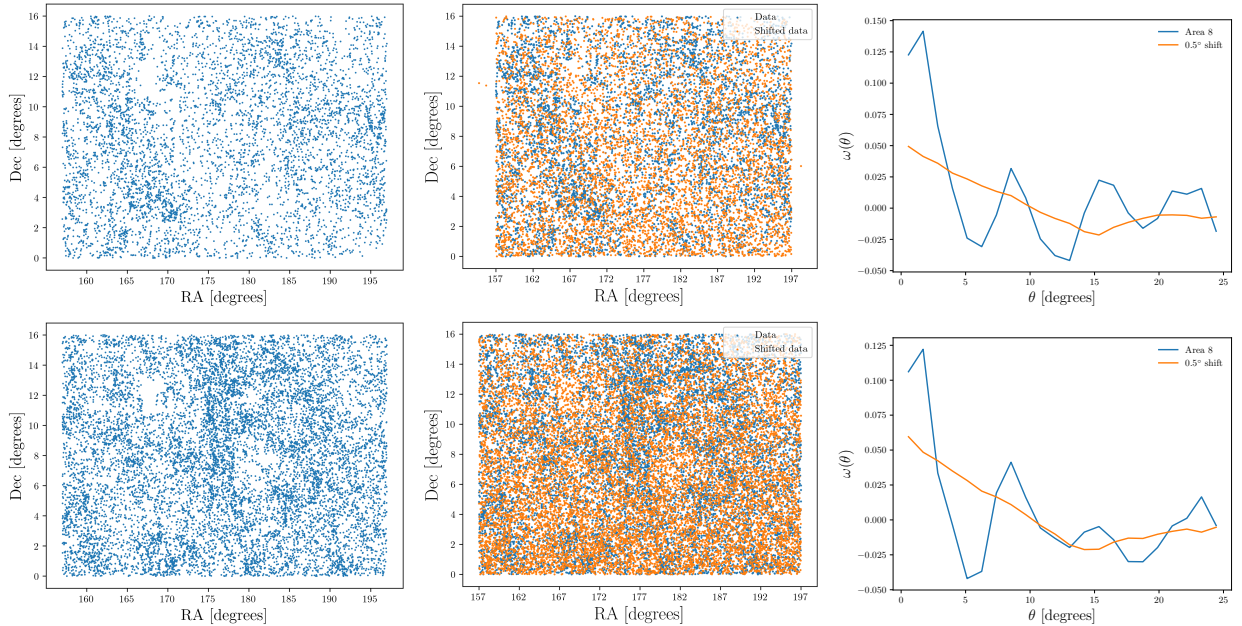 16
14
12
10
8
6
4
2
0
Dec [degrees]
160 165 170 175 180 185 190 195
RA [degrees]
Data
Shifted data
16
14
12
10
8
6
4
2
0
Dec [degrees]
157 162 167 172 177 182 187 192 197
RA [degrees]
Area 8
0.5° shift
0.150
0.125
0.100
0.075
0.050
0.025
0.000
−0.025
−0.050
ω(θ)
0 5 10 15 20 25
θ [degrees]
16
14
12
10
8
6
4
2
0
Dec [degrees]
160 165 170 175 180 185 190 195
RA [degrees]
Data
Shifted data
16
14
12
10
8
6
4
2
0
Dec [degrees]
157 162 167 172 177 182 187 192 197
RA [degrees]
Area 8
0.5° shift
0.125
0.100
0.075
0.050
0.025
0.000
−0.025
−0.050
ω(θ)
0 5 10 15 20 25
θ [degrees]